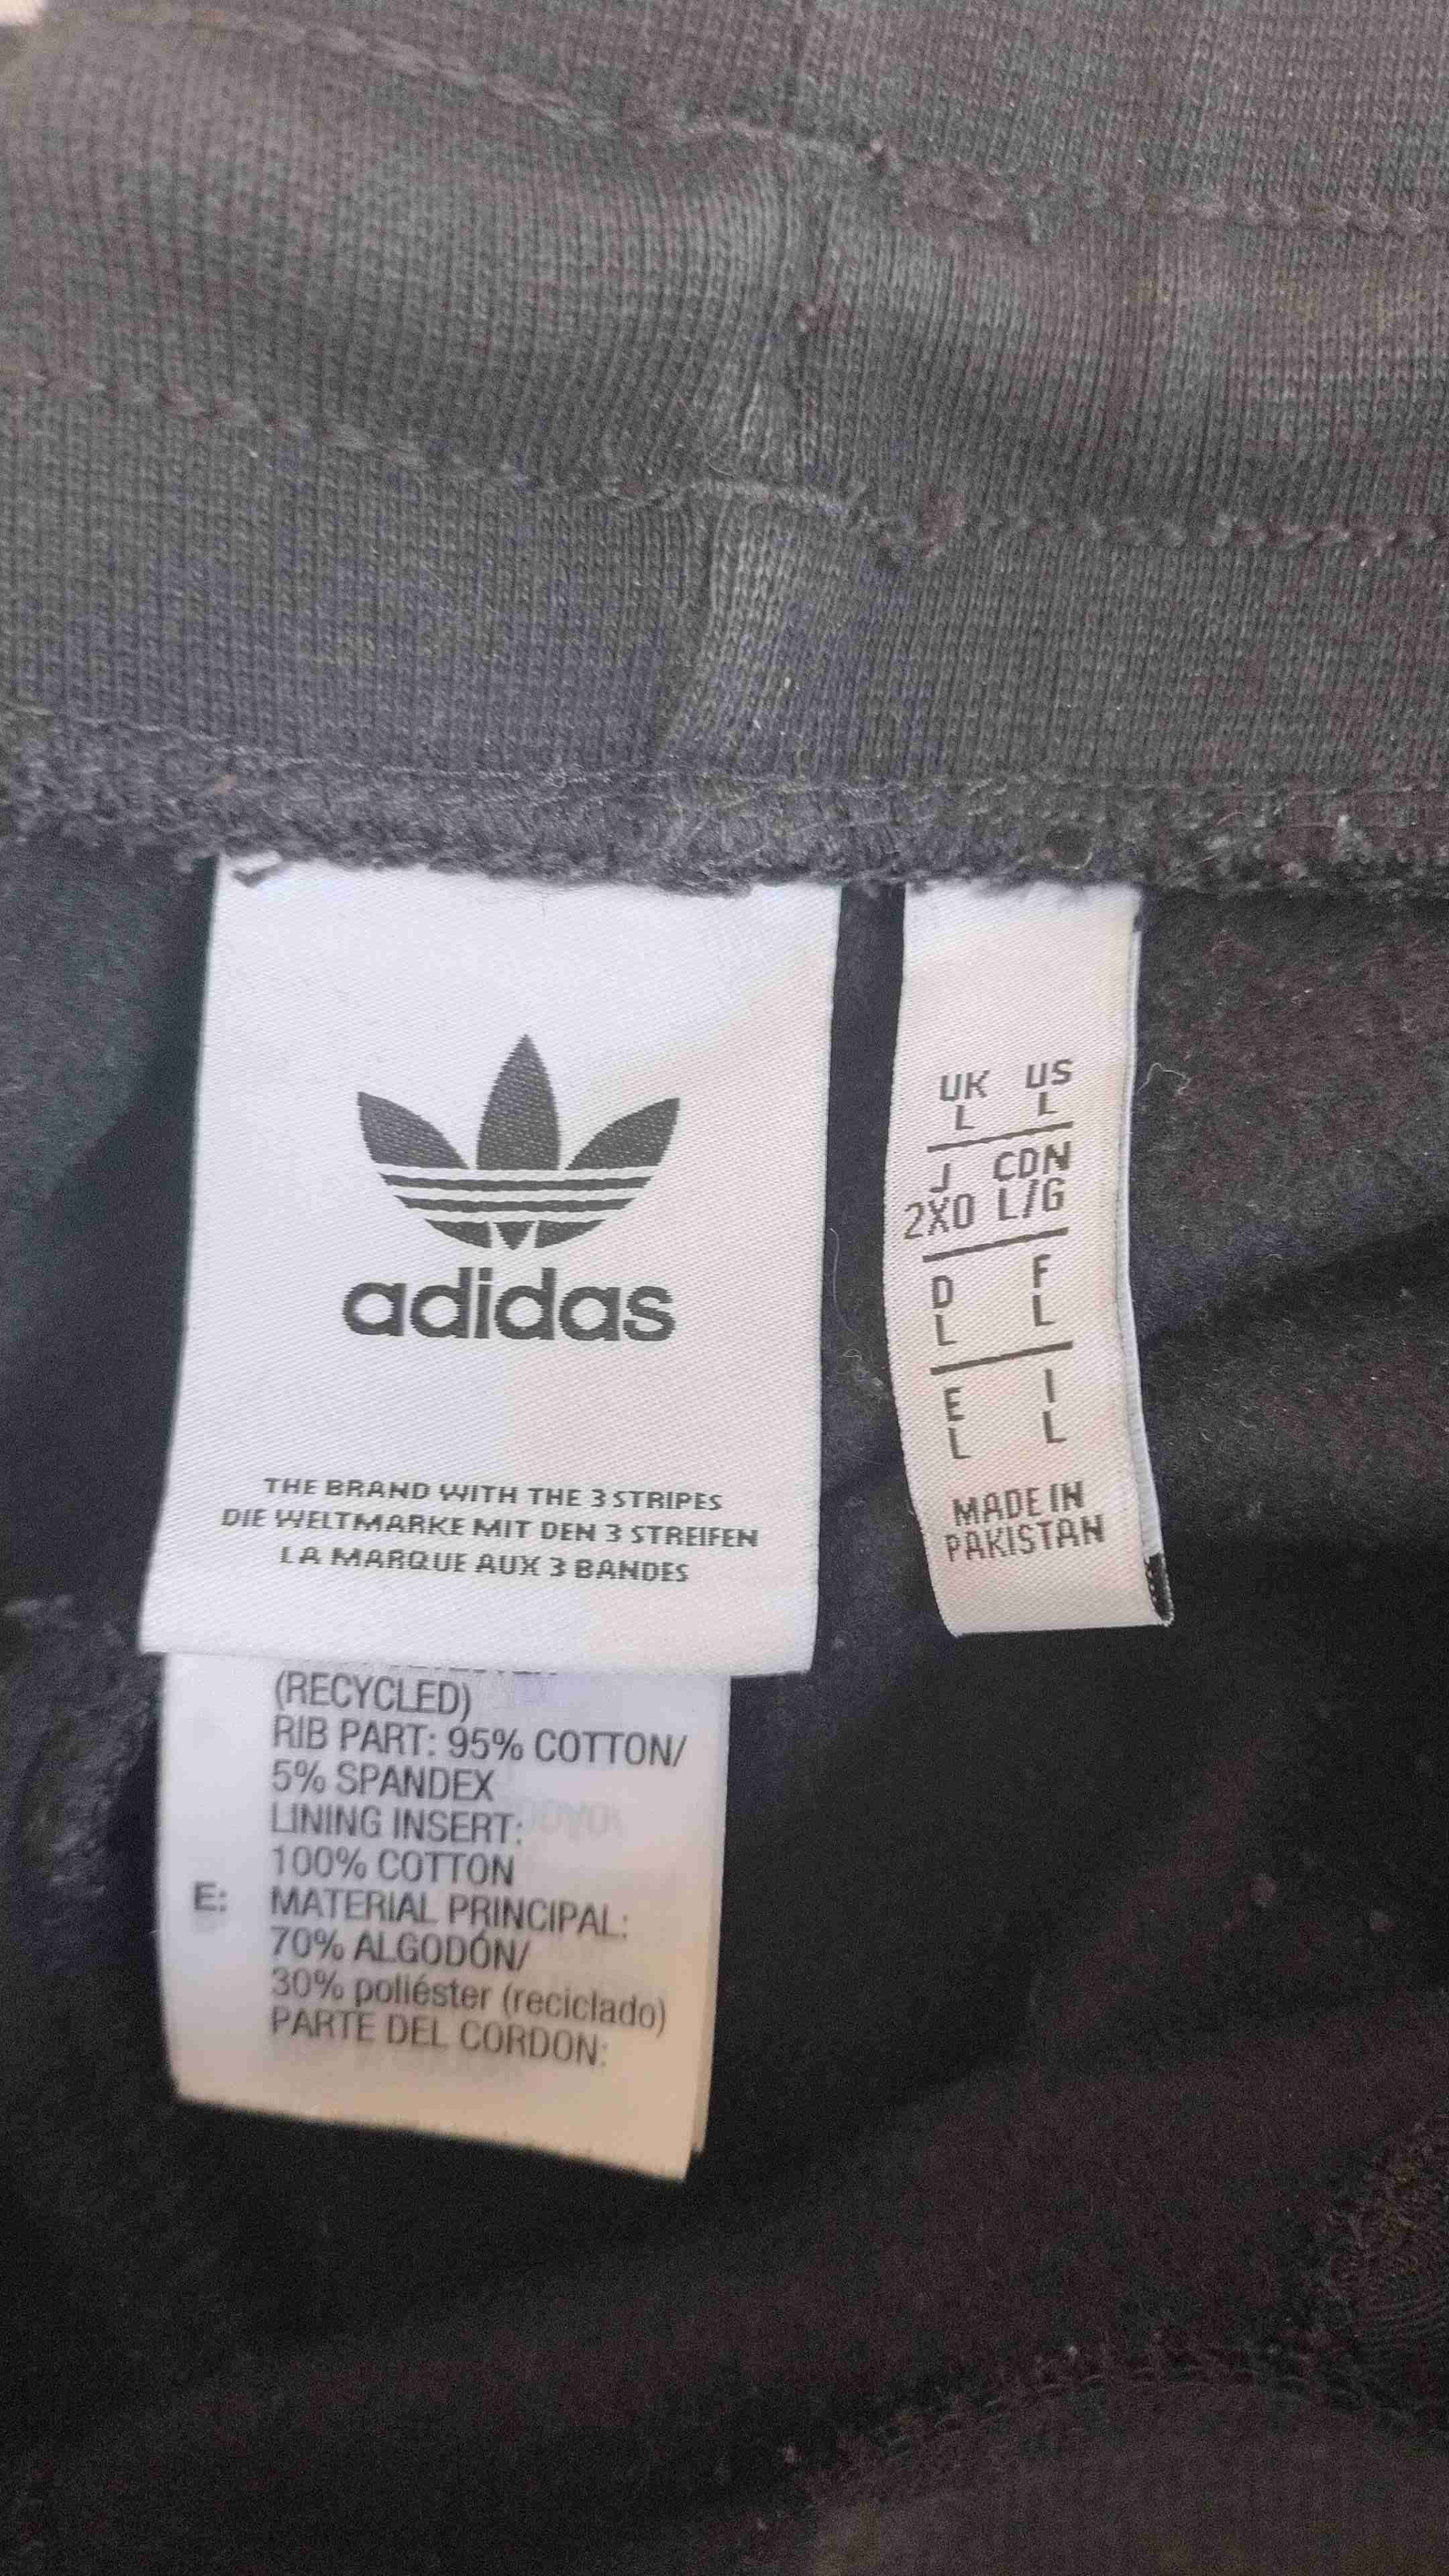 adidas
THE BRAND WITH THE 3 STRIPES
DIE WELTMARKE MIT DEN 3 STREIFEN
LA MARQUE AUX 3 BANDES
(RECYCLED)
RIB PART: 95% COTTON/
5% SPANDEX
LINING INSERT:
100% COTTON
E: MATERIAL PRINCIPAL:
70% ALGODÓN/
30% poliéster (reciclado)
PARTE DEL CORDON:
UK US
L L
J CDN
2XO L/G
D F
L L
E I
L L
MADE IN
PAKISTAN